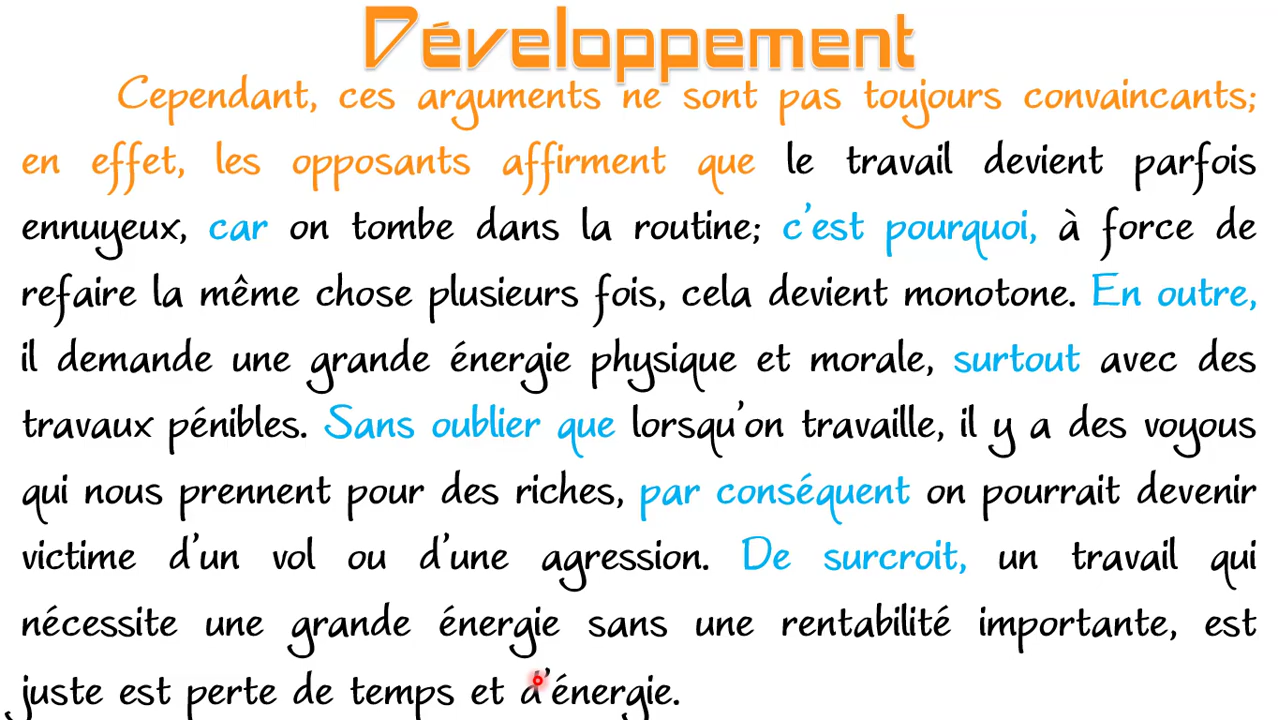 Développement
Cependant, ces arguments ne sont pas toujours convaincants;
en effet, les opposants affirment que le travail devient parfois
ennuyeux, car on tombe dans la routine; c'est pourquoi, à force de
refaire la même chose plusieurs fois, cela devient monotone. En outre,
il demande une grande énergie physique et morale, surtout avec des
travaux pénibles. Sans oublier que lorsqu'on travaille, il y a des voyous
qui nous prennent pour des riches, par conséquent on pourrait devenir
victime d'un vol ou d'une agression. De surcroit, un travail qui
nécessite une grande énergie sans une rentabilité importante, est
juste est perte de temps et d'énergie.